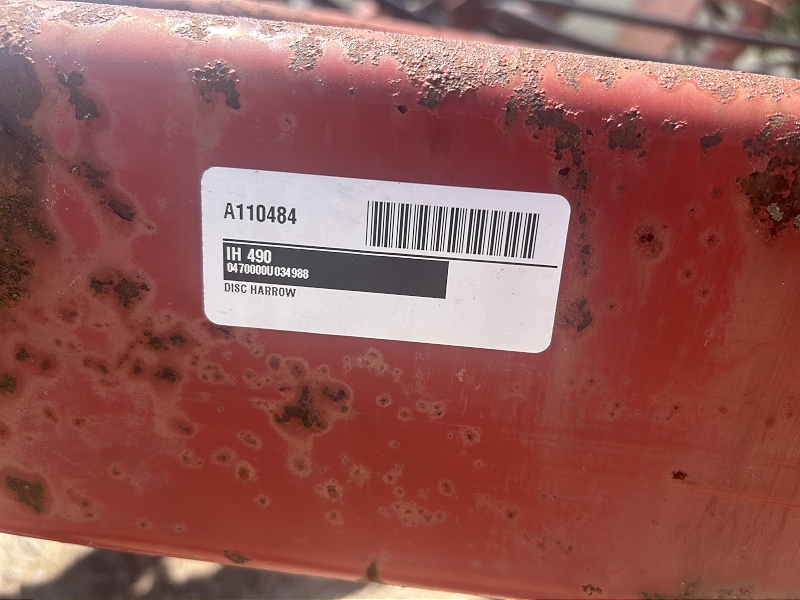 A110484
IH 490
0470000U034988
DISC HARROW